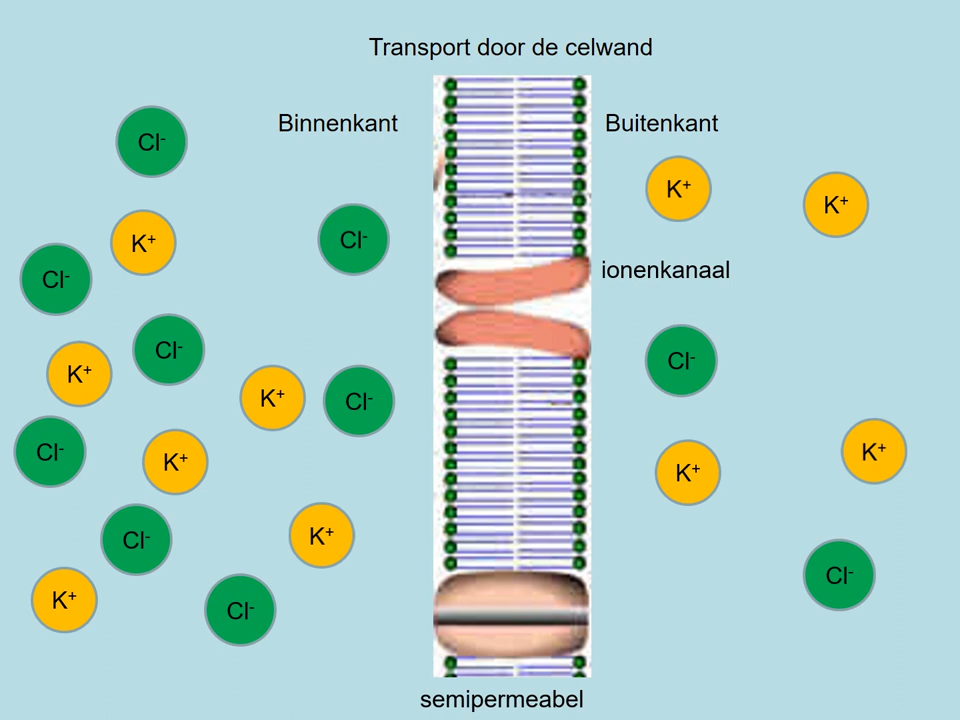 Transport door de celwand
Binnenkant
Buitenkant
Cl⁻
K⁺
K⁺
K⁺
Cl⁻
Cl⁻
ionenkanaal
Cl⁻
Cl⁻
K⁺
K⁺
Cl⁻
Cl⁻
K⁺
K⁺
K⁺
Cl⁻
K⁺
Cl⁻
Cl⁻
K⁺
Cl⁻
semipermeabel